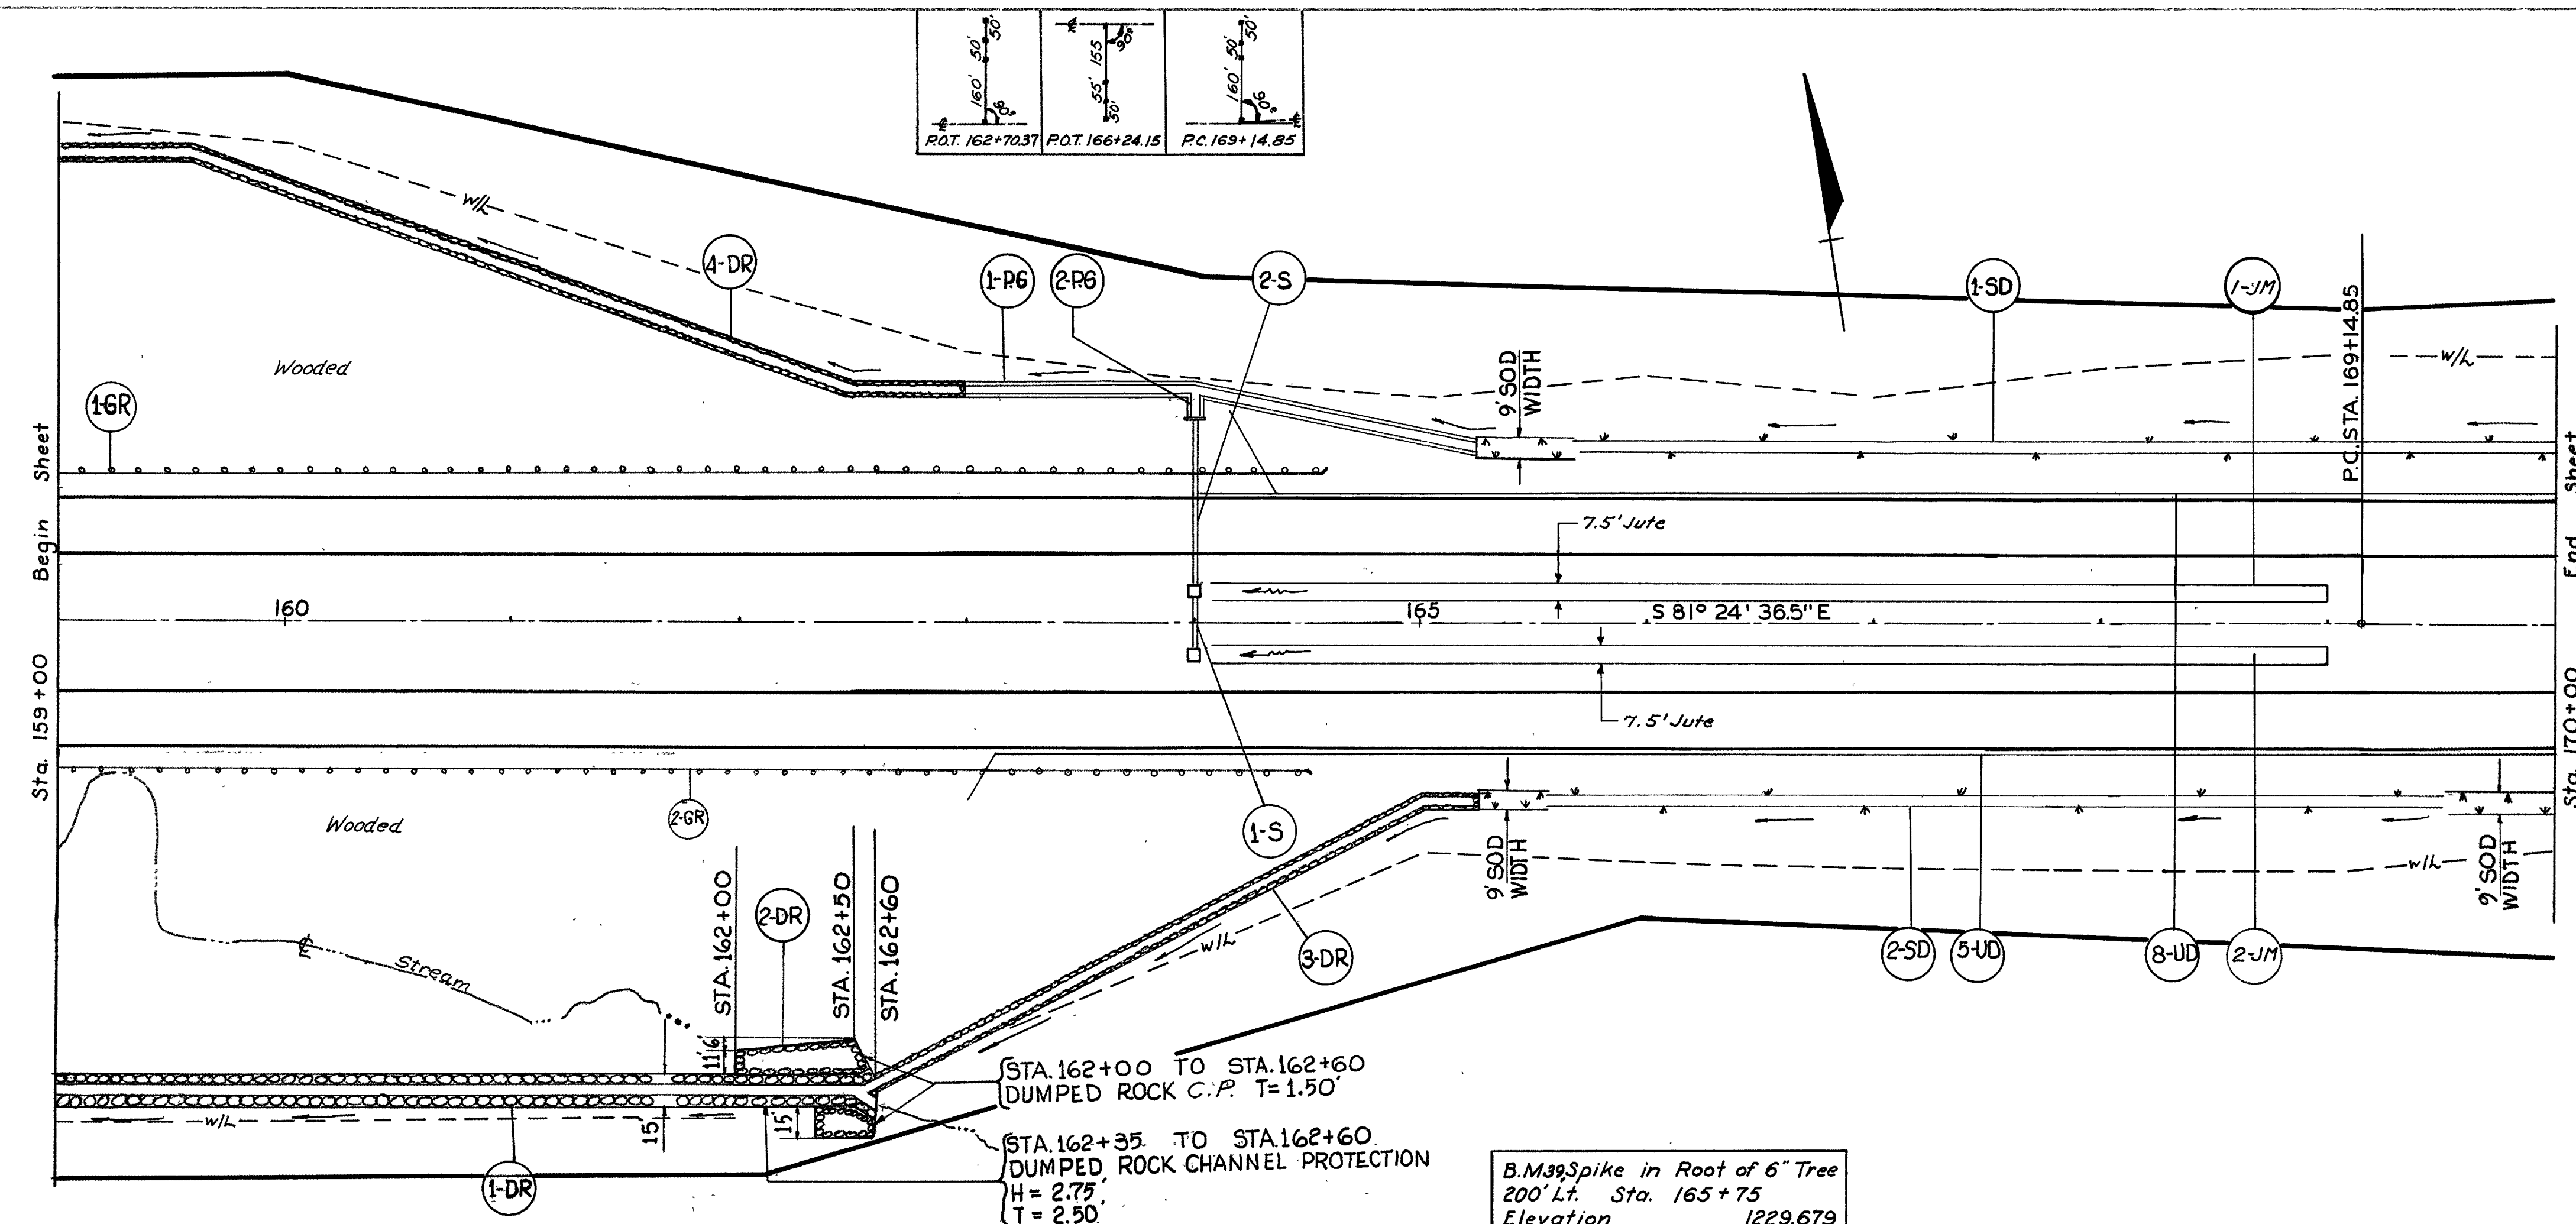 160' 50' 50'
90°
P.O.T. 162+70.37
155
90°
55'
50'
P.O.T. 166+24.15
160' 50' 50'
90°
P.C. 169+14.85
W/L
4-DR
1-P.6
2-P.6
2-S
1-SD
1-JM
P.C. STA. 169+14.85
W/L
Wooded
1-GR
9' SOD
WIDTH
Sta. 159+00 Begin Sheet
Sta. 170+00 End Sheet
7.5' Jute
160
165
S 81° 24' 36.5" E
7.5' Jute
Wooded
2-GR
1-S
9' SOD
WIDTH
W/L
9' SOD
WIDTH
STA. 162+00
2-DR
STA. 162+50
STA. 162+60
W/L
3-DR
2-SD
5-UD
8-UD
2-JM
℄
Stream
11'
6'
STA. 162+00 TO STA. 162+60
DUMPED ROCK C.P. T=1.50'
W/L
15'
15'
1-DR
STA. 162+35 TO STA. 162+60
DUMPED ROCK CHANNEL PROTECTION
H = 2.75'
T = 2.50'
B.M.39, Spike in Root of 6" Tree
200' Lt. Sta. 165+75
Elevation 1229.679